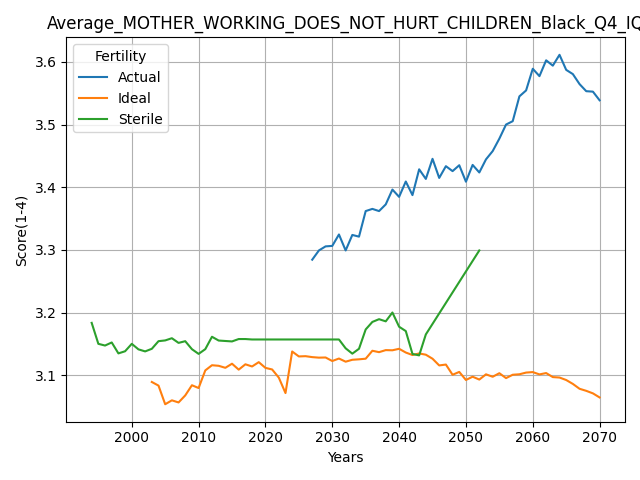 Average_MOTHER_WORKING_DOES_NOT_HURT_CHILDREN_Black_Q4_IQ
Fertility
Actual
Ideal
Sterile
Score(1-4)
3.6
3.5
3.4
3.3
3.2
3.1
2000 2010 2020 2030 2040 2050 2060 2070
Years